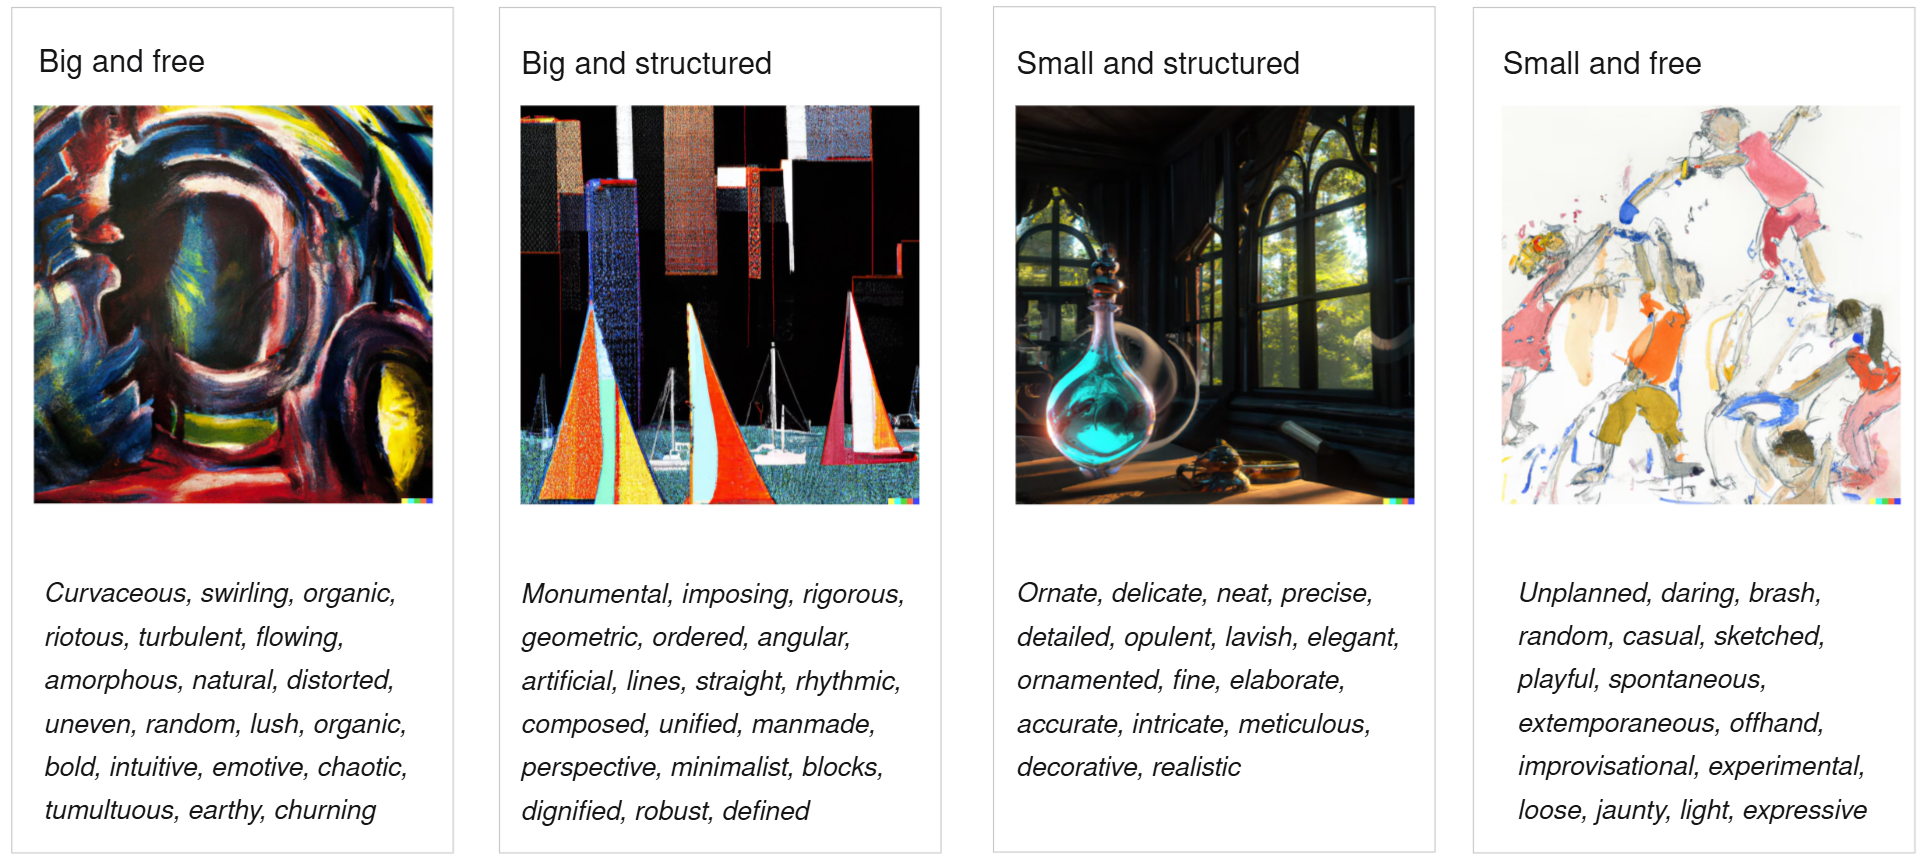 Big and free
Curvaceous, swirling, organic,
riotous, turbulent, flowing,
amorphous, natural, distorted,
uneven, random, lush, organic,
bold, intuitive, emotive, chaotic,
tumultuous, earthy, churning
Big and structured
Monumental, imposing, rigorous,
geometric, ordered, angular,
artificial, lines, straight, rhythmic,
composed, unified, manmade,
perspective, minimalist, blocks,
dignified, robust, defined
Small and structured
Ornate, delicate, neat, precise,
detailed, opulent, lavish, elegant,
ornamented, fine, elaborate,
accurate, intricate, meticulous,
decorative, realistic
Small and free
Unplanned, daring, brash,
random, casual, sketched,
playful, spontaneous,
extemporaneous, offhand,
improvisational, experimental,
loose, jaunty, light, expressive